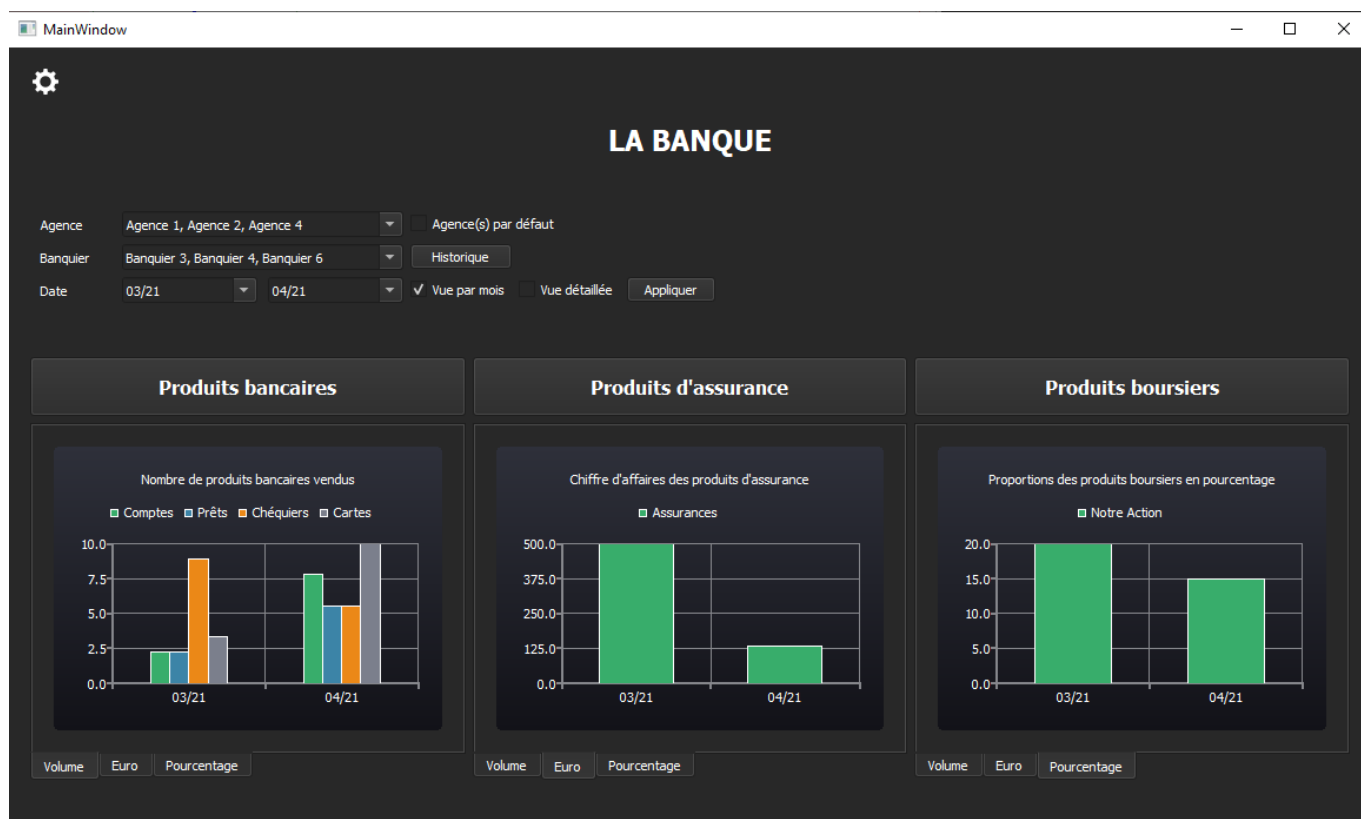 MainWindow
LA BANQUE
Agence Agence 1, Agence 2, Agence 4 Agence(s) par défaut
Banquier Banquier 3, Banquier 4, Banquier 6 Historique
Date 03/21 04/21 Vue par mois Vue détaillée Appliquer
Produits bancaires
Nombre de produits bancaires vendus
Comptes Prêts Chéquiers Cartes
10.0
7.5
5.0
2.5
0.0
03/21 04/21
Volume Euro Pourcentage
Produits d'assurance
Chiffre d'affaires des produits d'assurance
Assurances
500.0
375.0
250.0
125.0
0.0
03/21 04/21
Volume Euro Pourcentage
Produits boursiers
Proportions des produits boursiers en pourcentage
Notre Action
20.0
15.0
10.0
5.0
0.0
03/21 04/21
Volume Euro Pourcentage